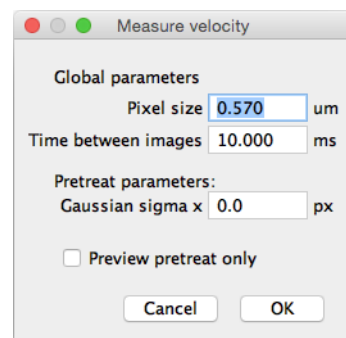 Measure velocity
Global parameters
Pixel size 0.570 um
Time between images 10.000 ms
Pretreat parameters:
Gaussian sigma x 0.0 px
Preview pretreat only
Cancel OK